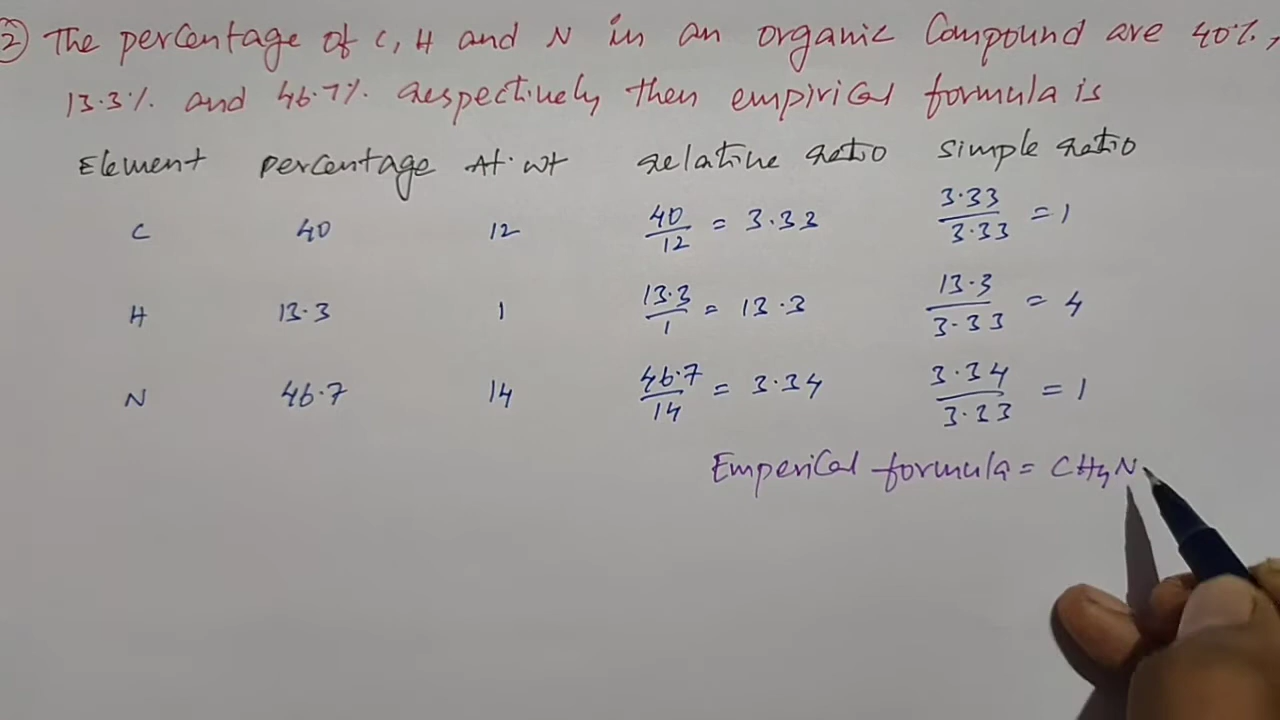 ② The percentage of C, H and N in an organic Compound are 40%,
13.3% and 46.7% respectively then empirical formula is
Element percentage At. wt relative ratio simple ratio
C 40 12 40/12 = 3.33 3.33/3.33 = 1
H 13.3 1 13.3/1 = 13.3 13.3/3.33 = 4
N 46.7 14 46.7/14 = 3.34 3.34/3.33 = 1
Emperical formula = CH₄N